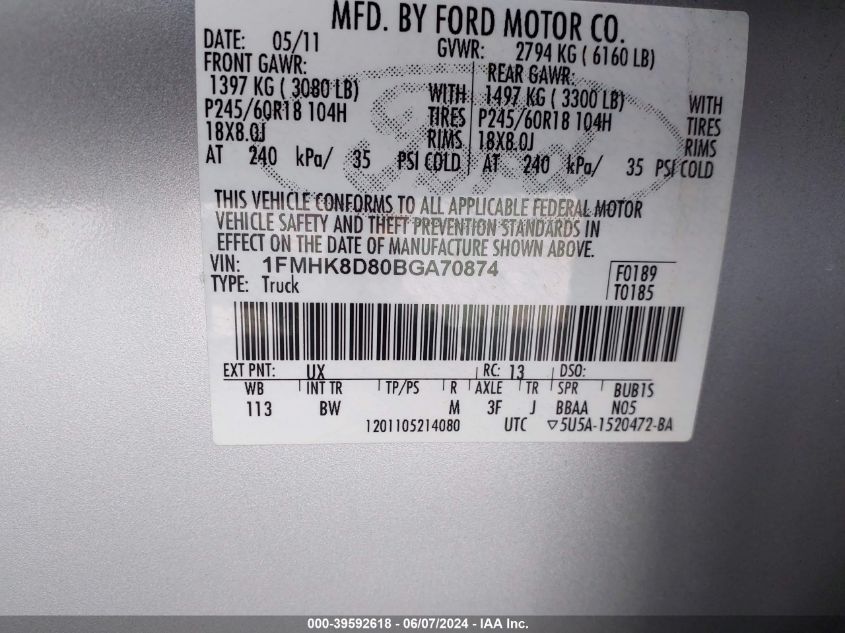 MFD. BY FORD MOTOR CO.
DATE: 05/11 GVWR: 2794 KG ( 6160 LB)
FRONT GAWR: REAR GAWR:
1397 KG ( 3080 LB) WITH 1497 KG ( 3300 LB) WITH
P245/60R18 104H TIRES P245/60R18 104H TIRES
18X8.0J RIMS 18X8.0J RIMS
AT 240 kPa/ 35 PSI COLD AT 240 kPa/ 35 PSI COLD
Ford
THIS VEHICLE CONFORMS TO ALL APPLICABLE FEDERAL MOTOR
VEHICLE SAFETY AND THEFT PREVENTION STANDARDS IN
EFFECT ON THE DATE OF MANUFACTURE SHOWN ABOVE.
VIN: 1FMHK8D80BGA70874 F0189
TYPE: Truck T0185
EXT PNT: UX RC: 13 DSO:
WB INT TR TP/PS R AXLE TR SPR BUB1S
113 BW M 3F J BBAA N05
1201105214080 UTC ▽5U5A-1520472-BA
000-39592618 - 06/07/2024 - IAA Inc.